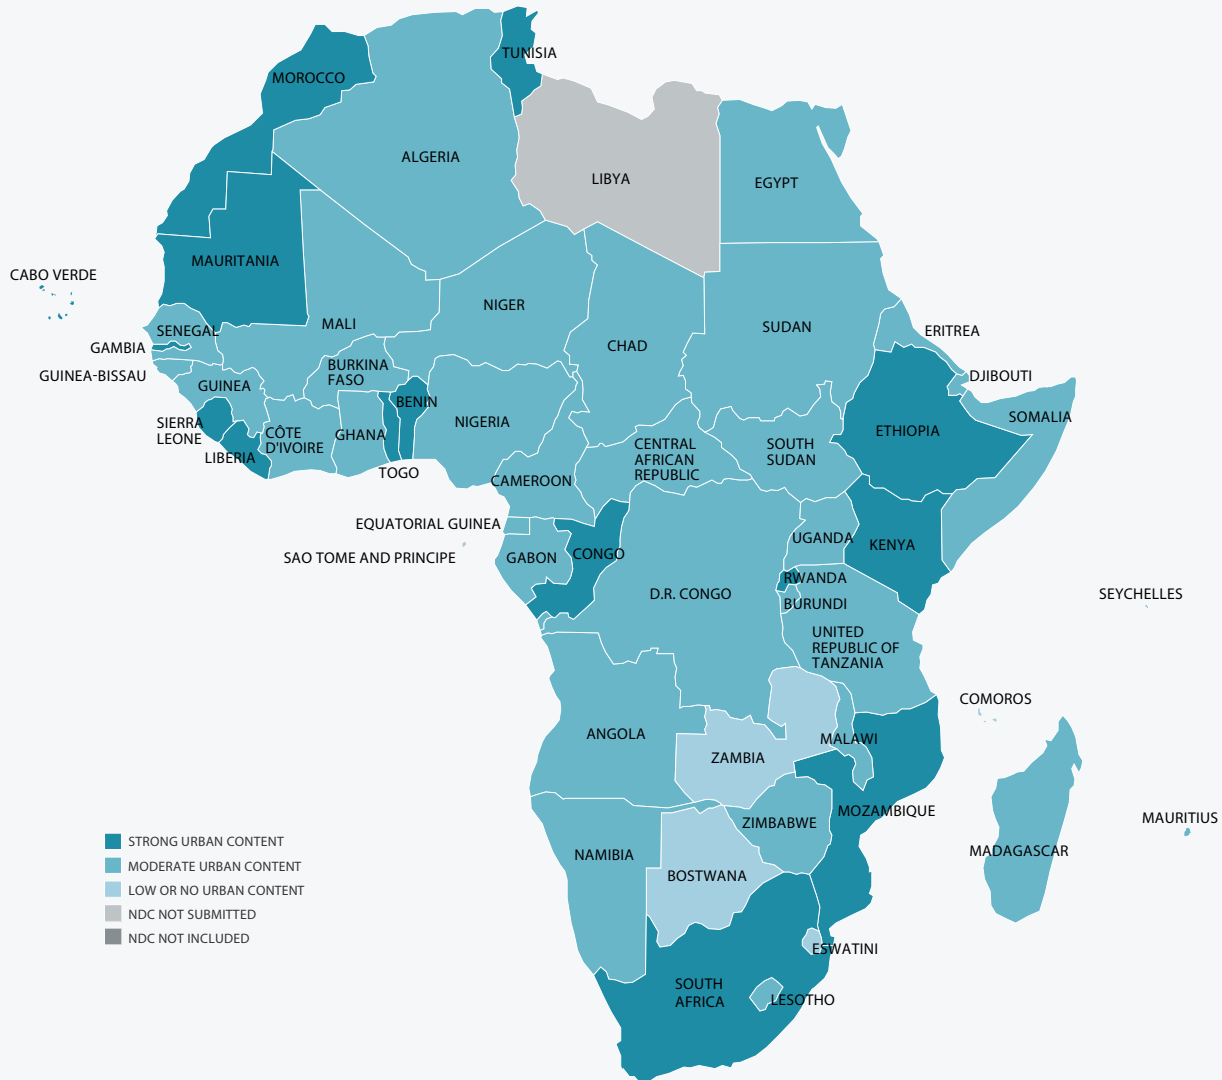 TUNISIA
MOROCCO
ALGERIA
LIBYA
EGYPT
MAURITANIA
CABO VERDE
NIGER
MALI
SUDAN
SENEGAL
ERITREA
CHAD
GAMBIA
BURKINA
FASO
GUINEA-BISSAU
DJIBOUTI
GUINEA
BENIN
SOMALIA
SIERRA
LEONE
CÔTE
D'IVOIRE
GHANA
NIGERIA
ETHIOPIA
CENTRAL
AFRICAN
REPUBLIC
SOUTH
SUDAN
LIBERIA
TOGO
CAMEROON
EQUATORIAL GUINEA
UGANDA
KENYA
SAO TOME AND PRINCIPE
GABON
CONGO
RWANDA
D.R. CONGO
SEYCHELLES
BURUNDI
UNITED
REPUBLIC OF
TANZANIA
COMOROS
ANGOLA
MALAWI
ZAMBIA
MOZAMBIQUE
MAURITIUS
ZIMBABWE
NAMIBIA
MADAGASCAR
BOSTWANA
ESWATINI
SOUTH
AFRICA
LESOTHO
STRONG URBAN CONTENT
MODERATE URBAN CONTENT
LOW OR NO URBAN CONTENT
NDC NOT SUBMITTED
NDC NOT INCLUDED